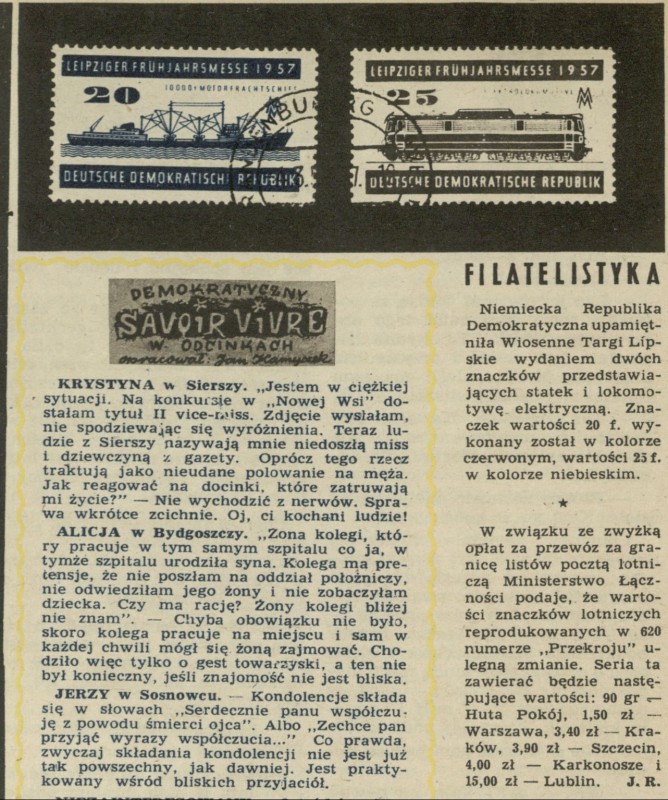 LEIPZIGER FRÜHJAHRSMESSE 1957
20
10000t-MOTORFRACHTSCHIFF
DEUTSCHE DEMOKRATISCHE REPUBLIK
LEIPZIGER FRÜHJAHRSMESSE 1957
25
DEUTSCHE DEMOKRATISCHE REPUBLIK
DEMOKRATYCZNY
SAVOIR VIVRE
W ODCINKACH
opracował: Jan Kamyczek
KRYSTYNA w Sierszy. „Jestem w ciężkiej
sytuacji. Na konkursie w „Nowej Wsi" do-
stałam tytuł II vice-miss. Zdjęcie wysłałam,
nie spodziewając się wyróżnienia. Teraz lu-
dzie z Sierszy nazywają mnie niedoszłą miss
i dziewczyną z gazety. Oprócz tego rzecz
traktują jako nieudane polowanie na męża.
Jak reagować na docinki, które zatruwają
mi życie?" — Nie wychodzić z nerwów. Spra-
wa wkrótce zcichnie. Oj, ci kochani ludzie!
ALICJA w Bydgoszczy. „Żona kolegi, któ-
ry pracuje w tym samym szpitalu co ja, w
tymże szpitalu urodziła syna. Kolega ma pre-
tensje, że nie poszłam na oddział położniczy,
nie odwiedziłam jego żony i nie zobaczyłam
dziecka. Czy ma rację? Żony kolegi bliżej
nie znam". — Chyba obowiązku nie było,
skoro kolega pracuje na miejscu i sam w
każdej chwili mógł się żoną zajmować. Cho-
dziło więc tylko o gest towarzyski, a ten nie
był konieczny, jeśli znajomość nie jest bliska.
JERZY w Sosnowcu. — Kondolencje składa
się w słowach „Serdecznie panu współczu-
ję z powodu śmierci ojca". Albo „Zechce pan
przyjąć wyrazy współczucia..." Co prawda,
zwyczaj składania kondolencji nie jest już
tak powszechny, jak dawniej. Jest prakty-
kowany wśród bliskich przyjaciół.
FILATELISTYKA
Niemiecka Republika
Demokratyczna upamięt-
niła Wiosenne Targi Lip-
skie wydaniem dwóch
znaczków przedstawia-
jących statek i lokomo-
tywę elektryczną. Zna-
czek wartości 20 f. wy-
konany został w kolorze
czerwonym, wartości 25 f.
w kolorze niebieskim.
W związku ze zwyżką
opłat za przewóz za gra-
nicę listów pocztą lotni-
czą Ministerstwo Łącz-
ności podaje, że warto-
ści znaczków lotniczych
reprodukowanych w 620
numerze „Przekroju" u-
legną zmianie. Seria ta
zawierać będzie nastę-
pujące wartości: 90 gr —
Huta Pokój, 1,50 zł —
Warszawa, 3,40 zł — Kra-
ków, 3,90 zł — Szczecin,
4,00 zł — Karkonosze i
15,00 zł — Lublin. J. R.